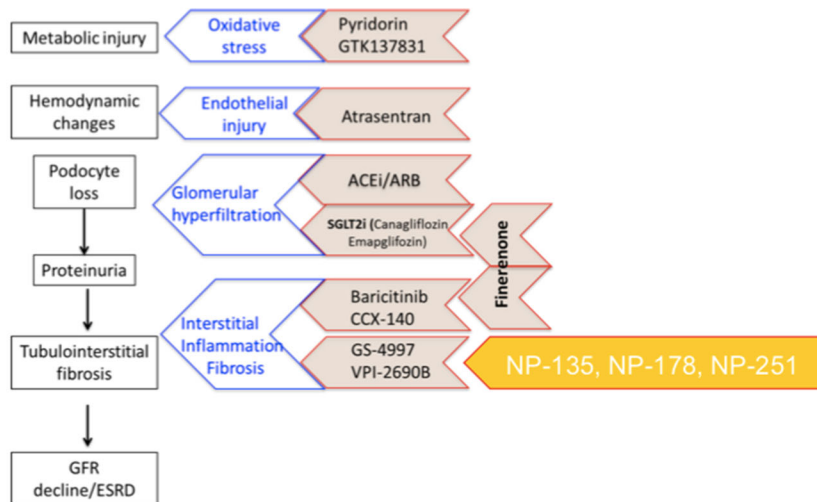 Metabolic injury
Oxidative
stress
Pyridorin
GTK137831
Hemodynamic
changes
Endothelial
injury
Atrasentran
Podocyte
loss
Glomerular
hyperfiltration
ACEi/ARB
SGLT2i (Canagliflozin
Emapglifozin)
Finerenone
Proteinuria
Interstitial
Inflammation
Fibrosis
Baricitinib
CCX-140
Tubulointerstitial
fibrosis
GS-4997
VPI-2690B
NP-135, NP-178, NP-251
GFR
decline/ESRD